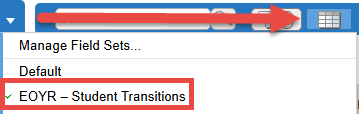 Manage Field Sets...
Default
EOYR – Student Transitions